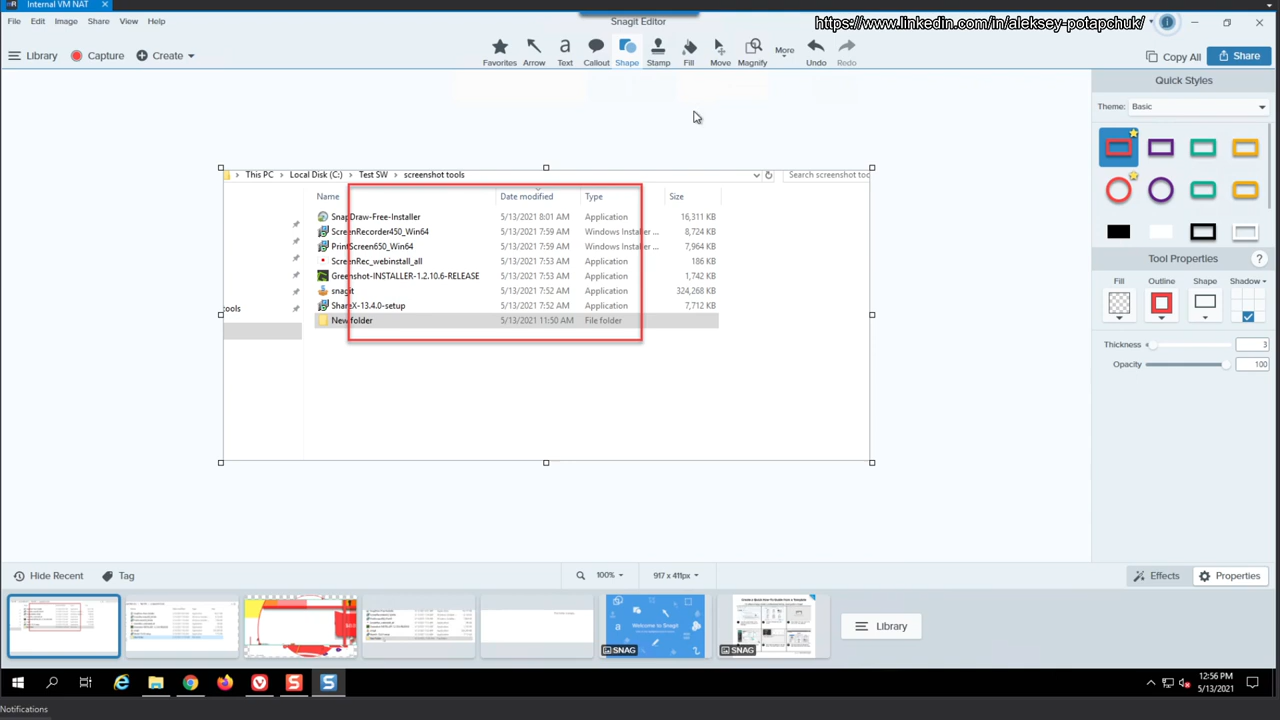 Internal VM NAT
Snagit Editor
https://www.linkedin.com/in/aleksey-potapchuk/
File Edit Image Share View Help
Library Capture Create
Favorites Arrow Text Callout Shape Stamp Fill Move Magnify More Undo Redo
Copy All Share
Quick Styles
Theme: Basic
This PC > Local Disk (C:) > Test SW > screenshot tools
Search screenshot too
Name Date modified Type Size
SnapDraw-Free-Installer 5/13/2021 8:01 AM Application 16,311 KB
ScreenRecorder450_Win64 5/13/2021 7:59 AM Windows Installer ... 8,724 KB
PrintScreen650_Win64 5/13/2021 7:59 AM Windows Installer ... 7,964 KB
ScreenRec_webinstall_all 5/13/2021 7:53 AM Application 186 KB
Greenshot-INSTALLER-1.2.10.6-RELEASE 5/13/2021 7:53 AM Application 1,742 KB
snagit 5/13/2021 7:52 AM Application 324,268 KB
tools
ShareX-13.4.0-setup 5/13/2021 7:52 AM Application 7,712 KB
New folder 5/13/2021 11:50 AM File folder
Tool Properties ?
Fill Outline Shape Shadow
Thickness 3
Opacity 100
Hide Recent Tag
100% 917 x 411px
Effects Properties
Welcome to Snagit
SNAG
SNAG
Library
12:56 PM
5/13/2021
Notifications